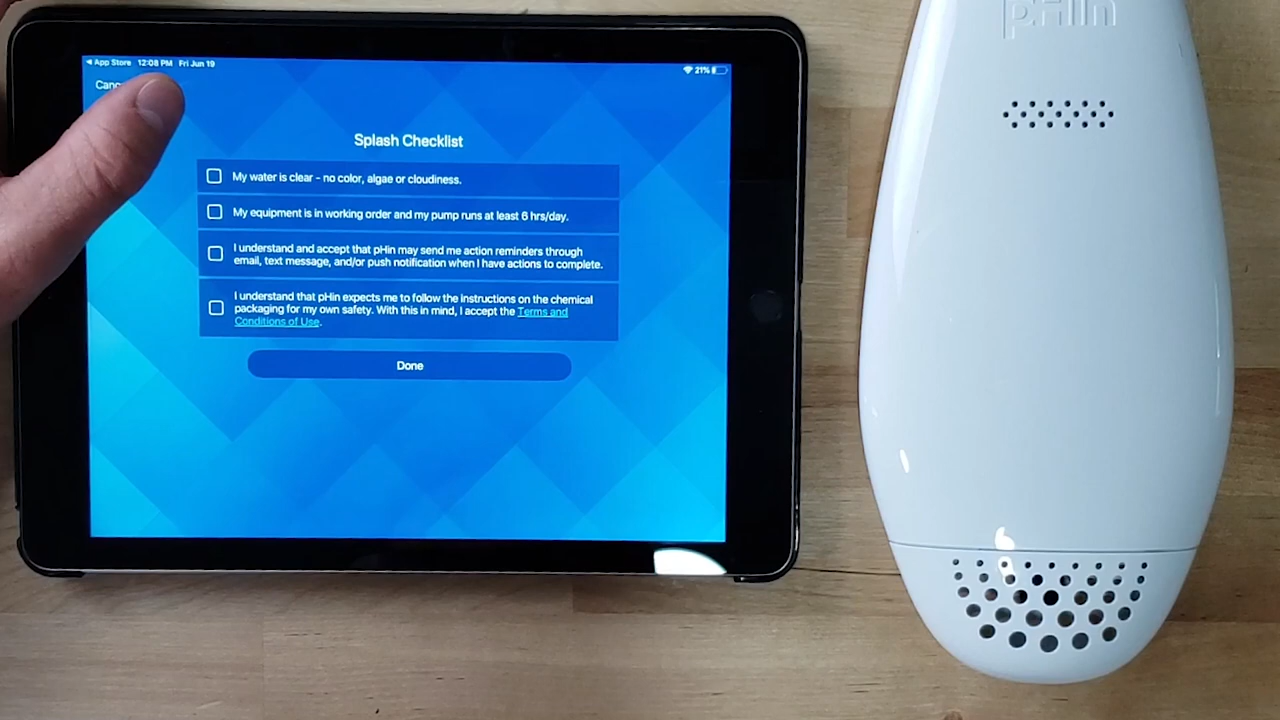 pHin
App Store 12:08 PM Fri Jun 19
21%
Splash Checklist
My water is clear - no color, algae or cloudiness.
My equipment is in working order and my pump runs at least 6 hrs/day.
I understand and accept that pHin may send me action reminders through
email, text message, and/or push notification when I have actions to complete.
I understand that pHin expects me to follow the instructions on the chemical
packaging for my own safety. With this in mind, I accept the Terms and
Conditions of Use.
Done